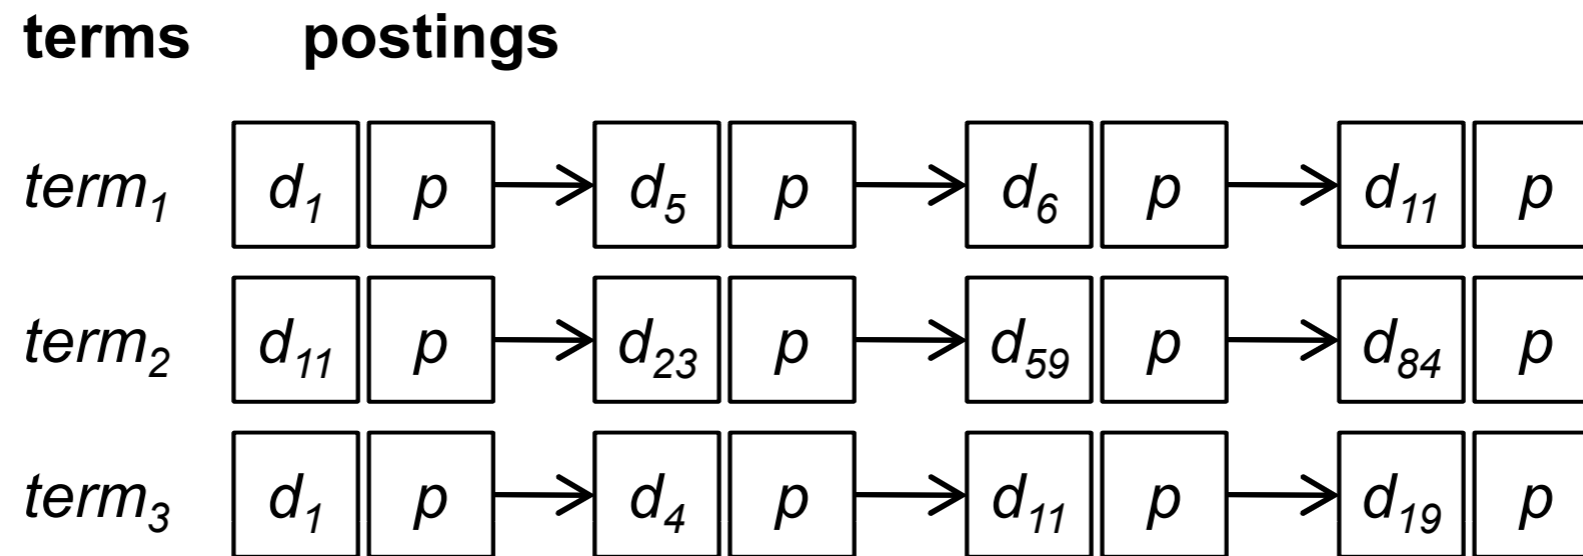 terms postings
term₁ d₁ p d₅ p d₆ p d₁₁ p
term₂ d₁₁ p d₂₃ p d₅₉ p d₈₄ p
term₃ d₁ p d₄ p d₁₁ p d₁₉ p